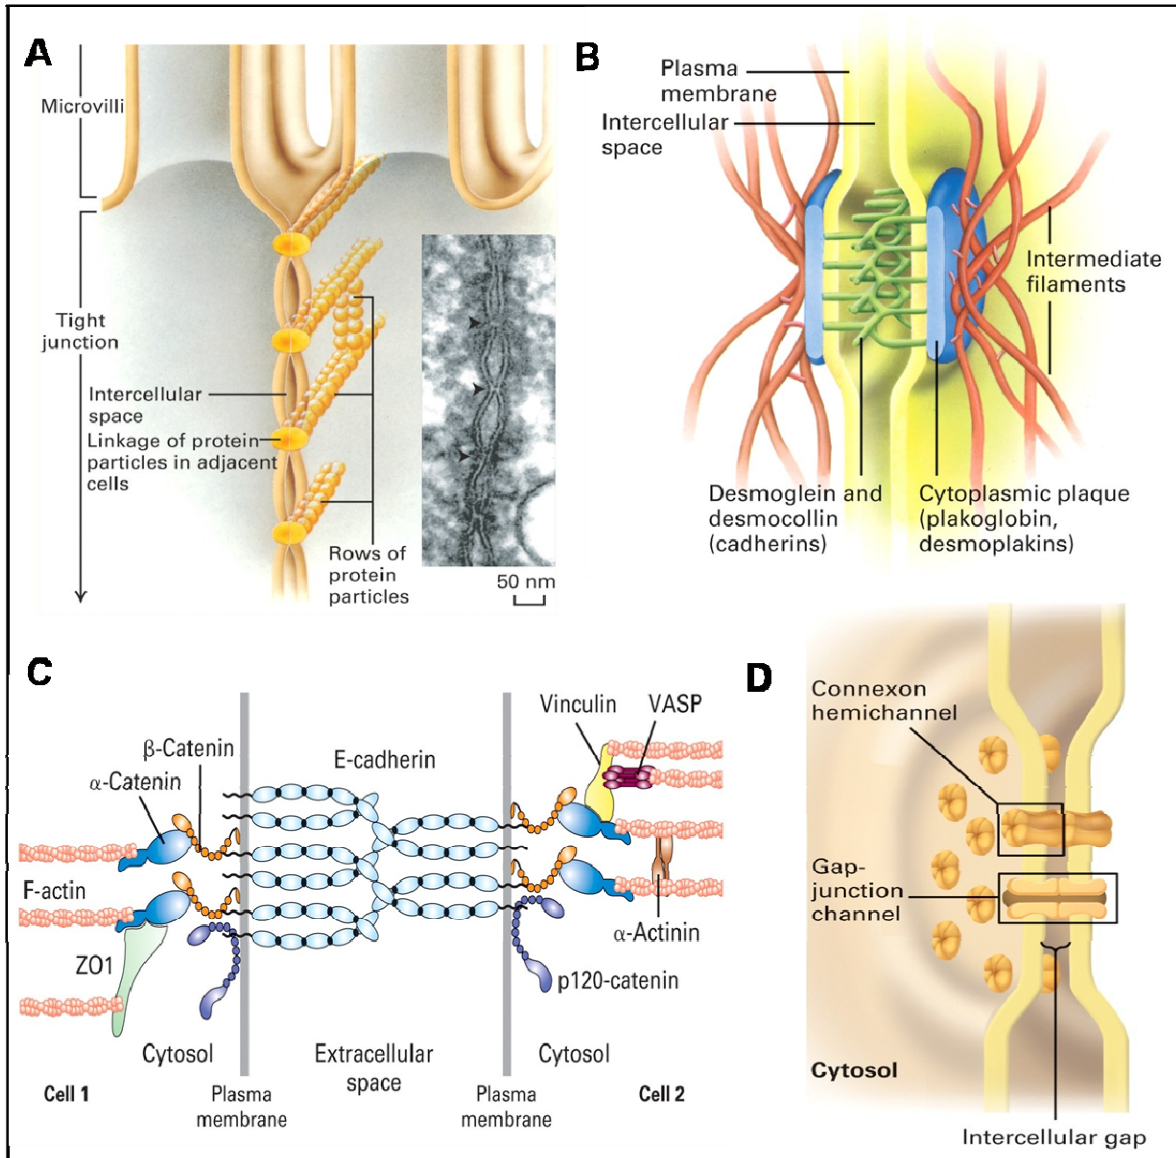 A
Microvilli
Tight
junction
Intercellular
space
Linkage of protein
particles in adjacent
cells
Rows of
protein
particles
50 nm
B
Plasma
membrane
Intercellular
space
Intermediate
filaments
Desmoglein and
desmocollin
(cadherins)
Cytoplasmic plaque
(plakoglobin,
desmoplakins)
C
Vinculin
VASP
β-Catenin
E-cadherin
α-Catenin
F-actin
α-Actinin
ZO1
p120-catenin
Cytosol
Extracellular
space
Cytosol
Cell 1
Plasma
membrane
Plasma
membrane
Cell 2
D
Connexon
hemichannel
Gap-
junction
channel
Cytosol
Intercellular gap